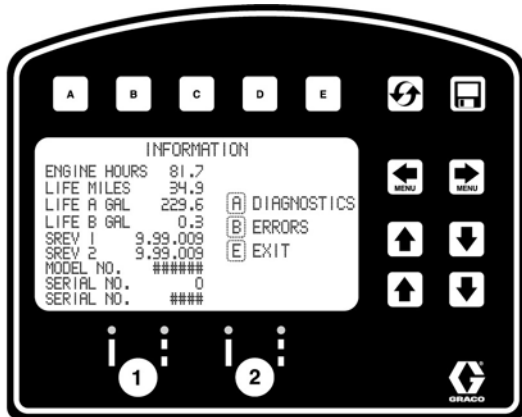 A B C D E
INFORMATION
ENGINE HOURS 81.7
LIFE MILES 34.9
LIFE A GAL 229.6
LIFE B GAL 0.3
SREV 1 9.99.009
SREV 2 9.99.009
MODEL NO. ######
SERIAL NO. 0
SERIAL NO. ####
A DIAGNOSTICS
B ERRORS
E EXIT
MENU MENU
1 2
G
GRACO